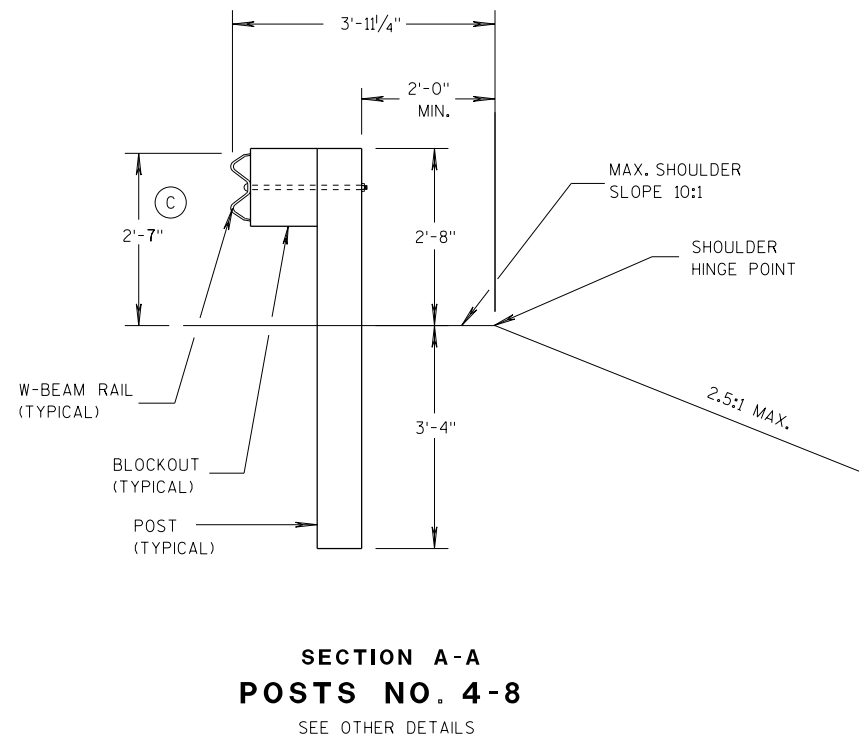 3'-11 1/4"
2'-0"
MIN.
MAX. SHOULDER
SLOPE 10:1
C
2'-7"
2'-8"
SHOULDER
HINGE POINT
W-BEAM RAIL
(TYPICAL)
2.5:1 MAX.
3'-4"
BLOCKOUT
(TYPICAL)
POST
(TYPICAL)
SECTION A-A
POSTS NO. 4-8
SEE OTHER DETAILS